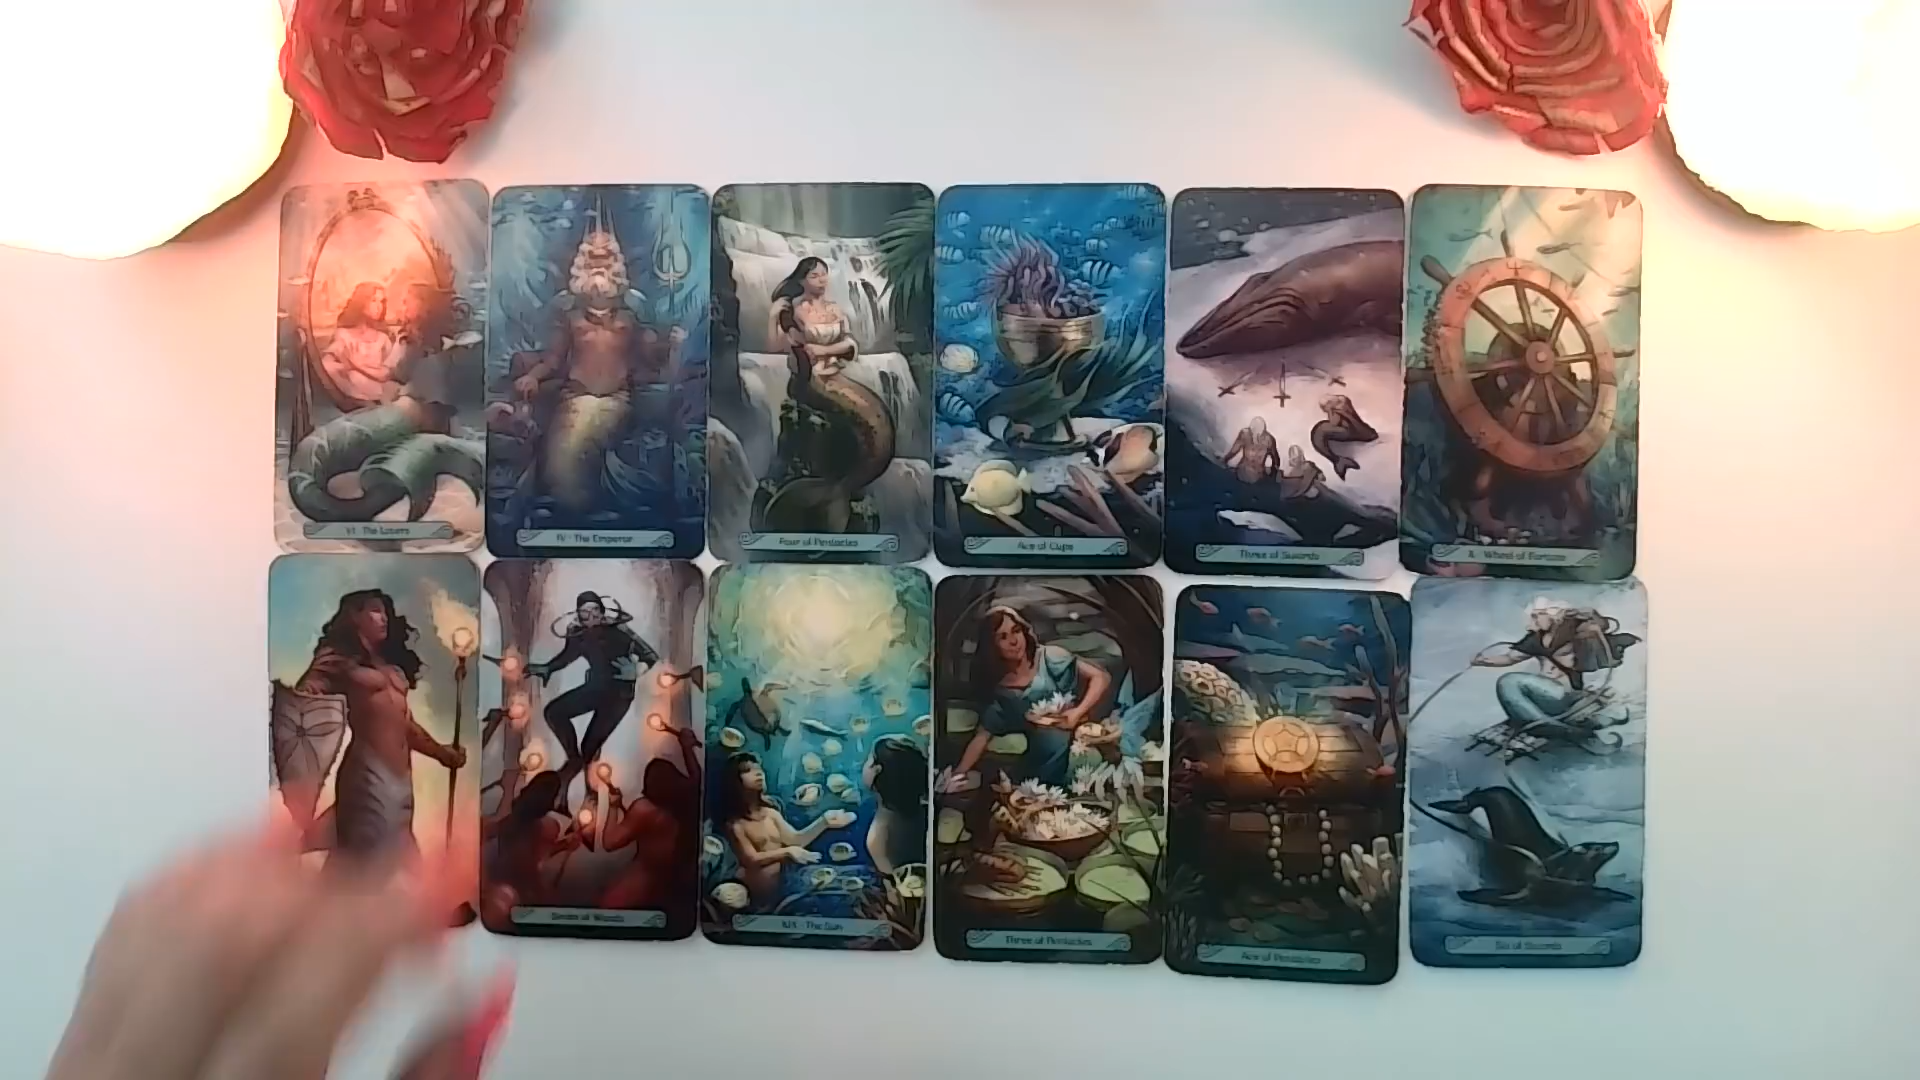 VI · The Lovers
IV · The Emperor
Four of Pentacles
Ace of Cups
Three of Swords
X · Wheel of Fortune
Seven of Wands
XIX · The Sun
Three of Pentacles
Ace of Pentacles
Six of Swords